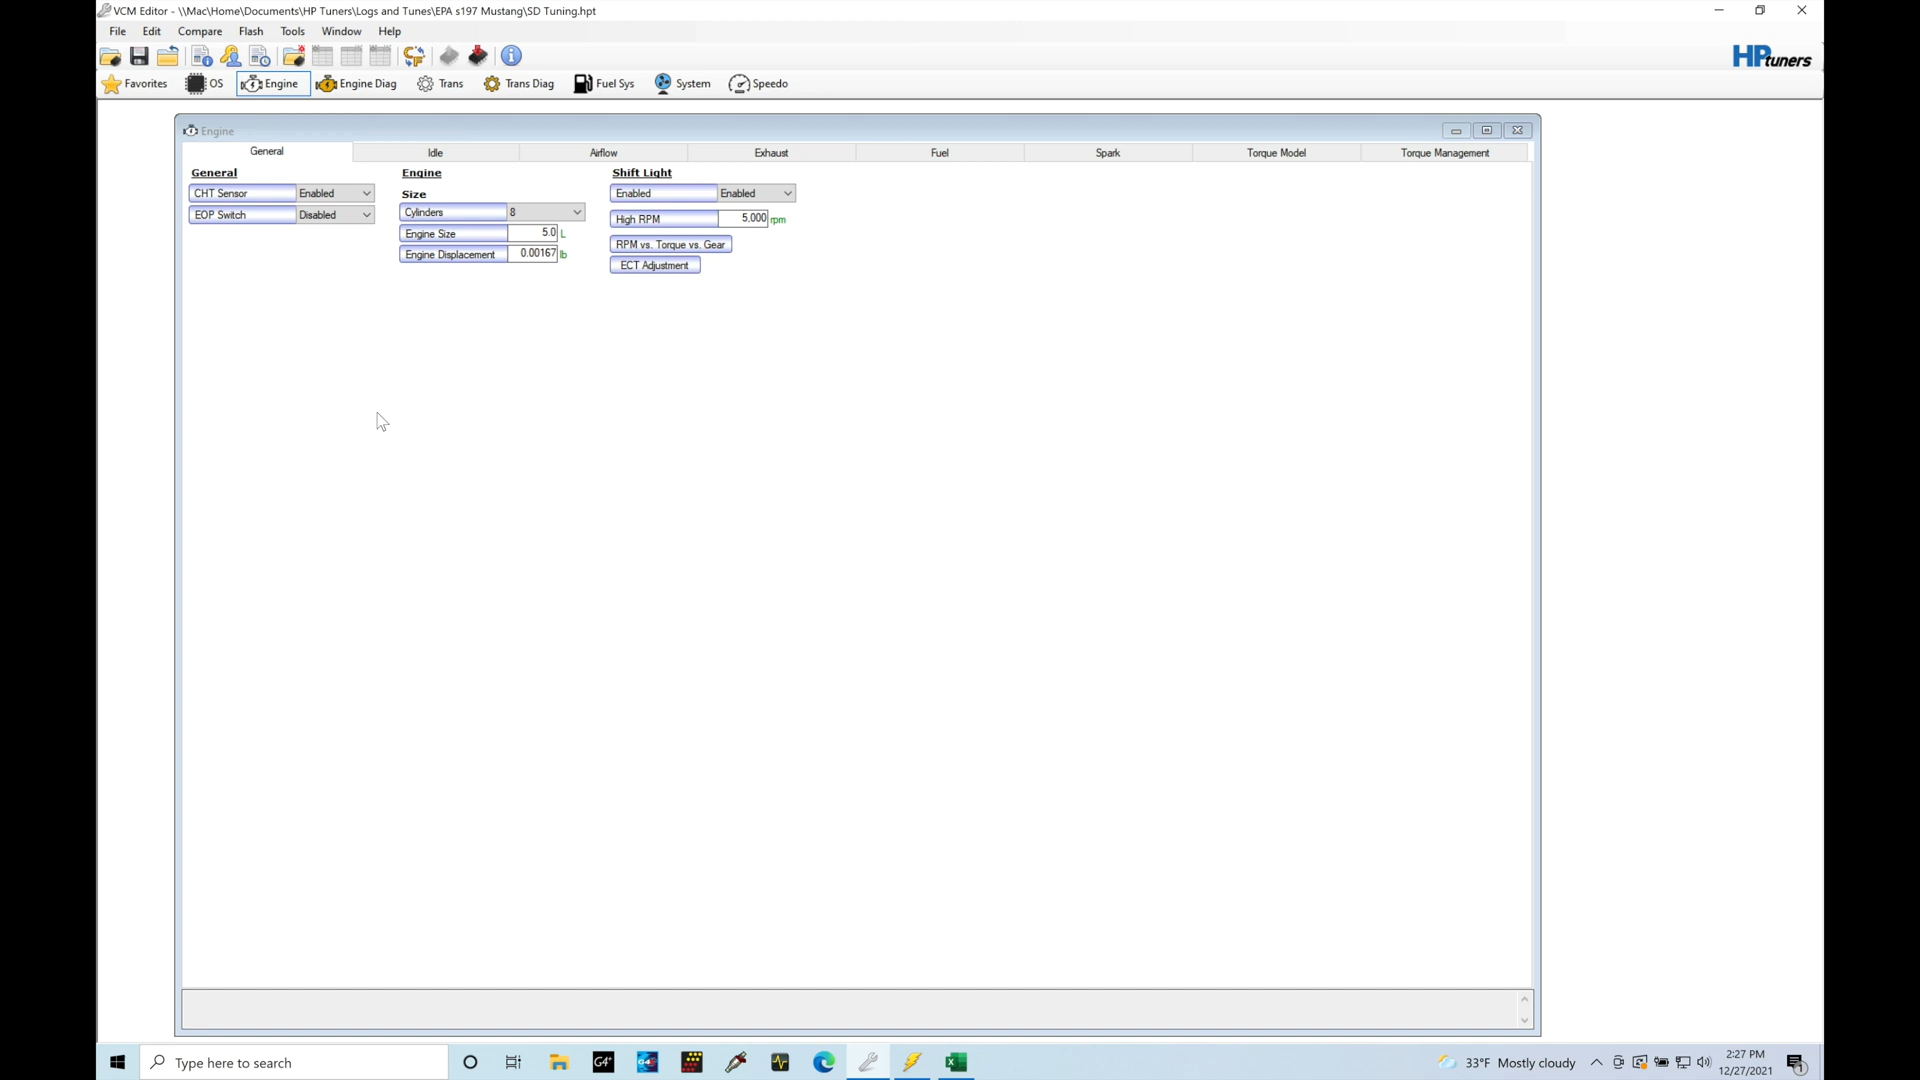 VCM Editor - \\Mac\Home\Documents\HP Tuners\Logs and Tunes\EPA s197 Mustang\SD Tuning.hpt
File Edit Compare Flash Tools Window Help
HP tuners
Favorites OS Engine Engine Diag Trans Trans Diag Fuel Sys System Speedo
Engine
General Idle Airflow Exhaust Fuel Spark Torque Model Torque Management
General Engine Shift Light
CHT Sensor Enabled Size Enabled Enabled
EOP Switch Disabled Cylinders 8 High RPM 5,000 rpm
Engine Size 5.0 L RPM vs. Torque vs. Gear
Engine Displacement 0.00167 lb ECT Adjustment
Type here to search G4+ 33°F Mostly cloudy 2:27 PM
12/27/2021 1